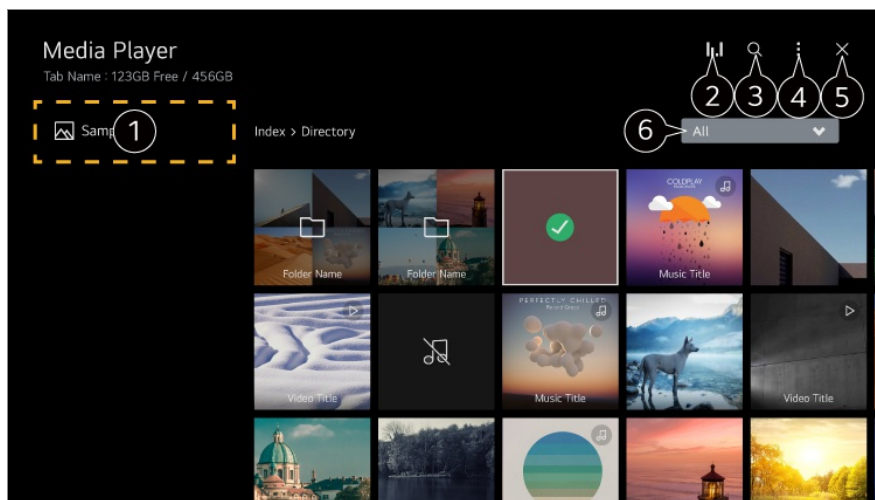 Media Player
Tab Name : 123GB Free / 456GB
2
3
4
5
1
Index > Directory
6
All
Folder Name
Folder Name
COLDPLAY
Music Title
Video Title
PERFECTLY CHILLED
Music Title
Video Title